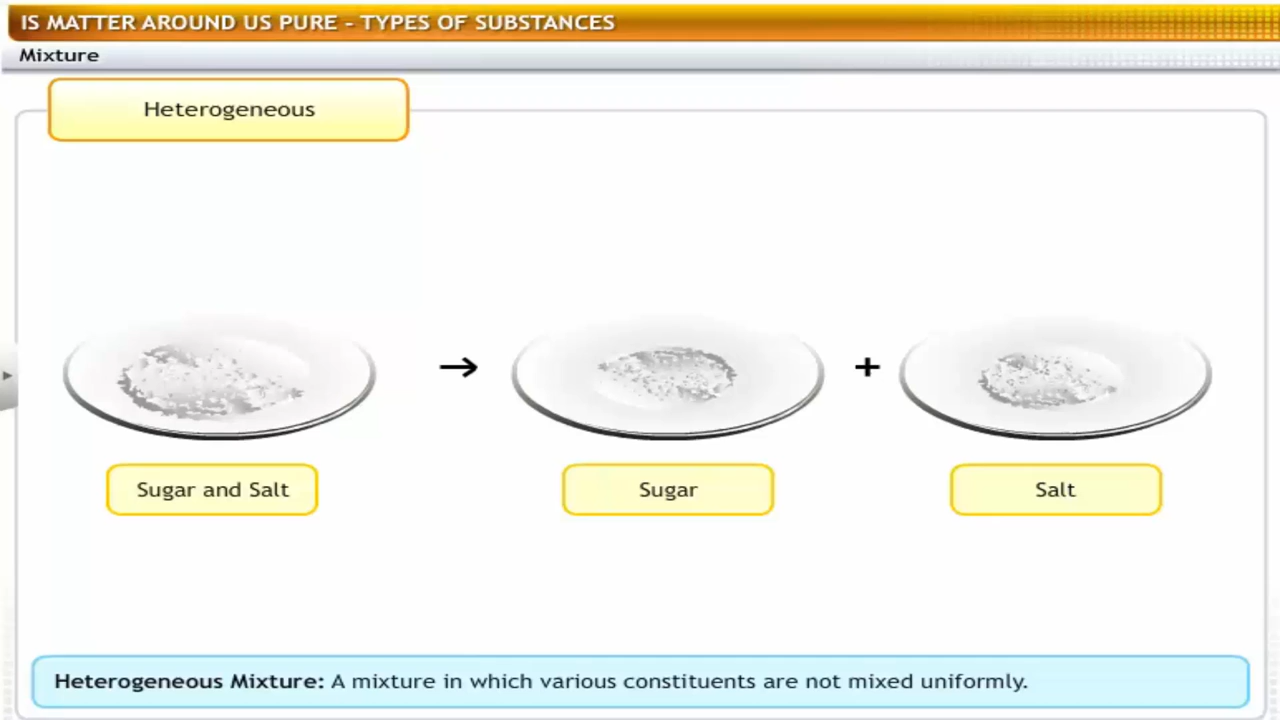 IS MATTER AROUND US PURE - TYPES OF SUBSTANCES
Mixture
Heterogeneous
→
+
Sugar and Salt
Sugar
Salt
Heterogeneous Mixture: A mixture in which various constituents are not mixed uniformly.